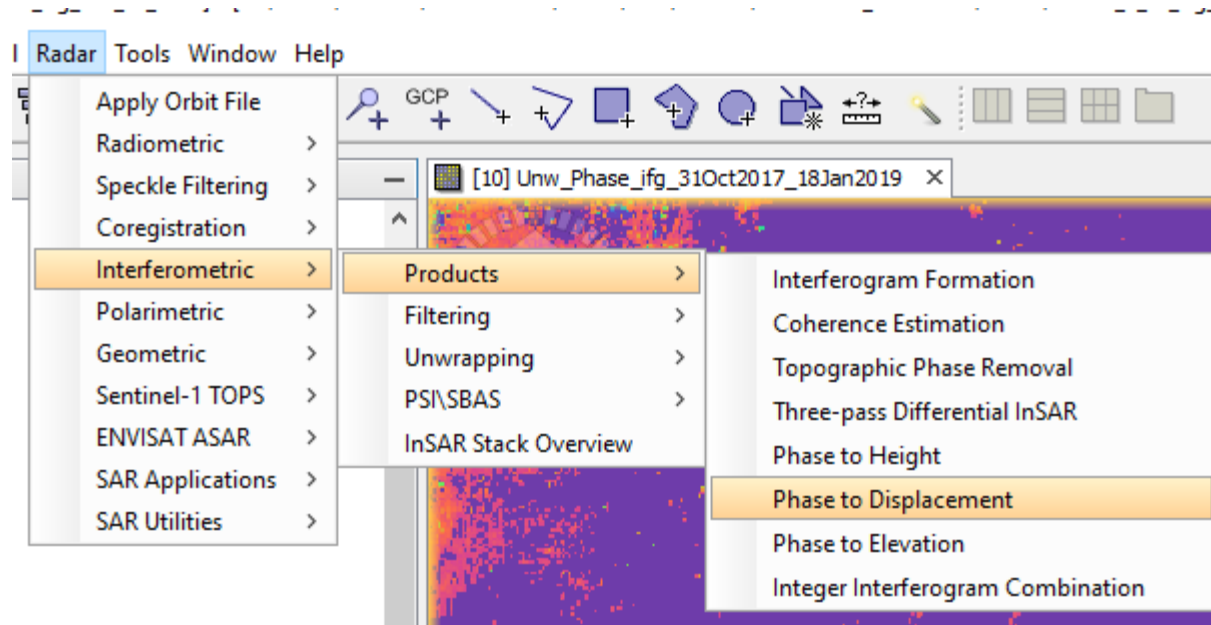 Radar Tools Window Help
GCP
Apply Orbit File
Radiometric
Speckle Filtering
Coregistration
Interferometric
Polarimetric
Geometric
Sentinel-1 TOPS
ENVISAT ASAR
SAR Applications
SAR Utilities
[10] Unw_Phase_ifg_31Oct2017_18Jan2019
Products
Filtering
Unwrapping
PSI\SBAS
InSAR Stack Overview
Interferogram Formation
Coherence Estimation
Topographic Phase Removal
Three-pass Differential InSAR
Phase to Height
Phase to Displacement
Phase to Elevation
Integer Interferogram Combination